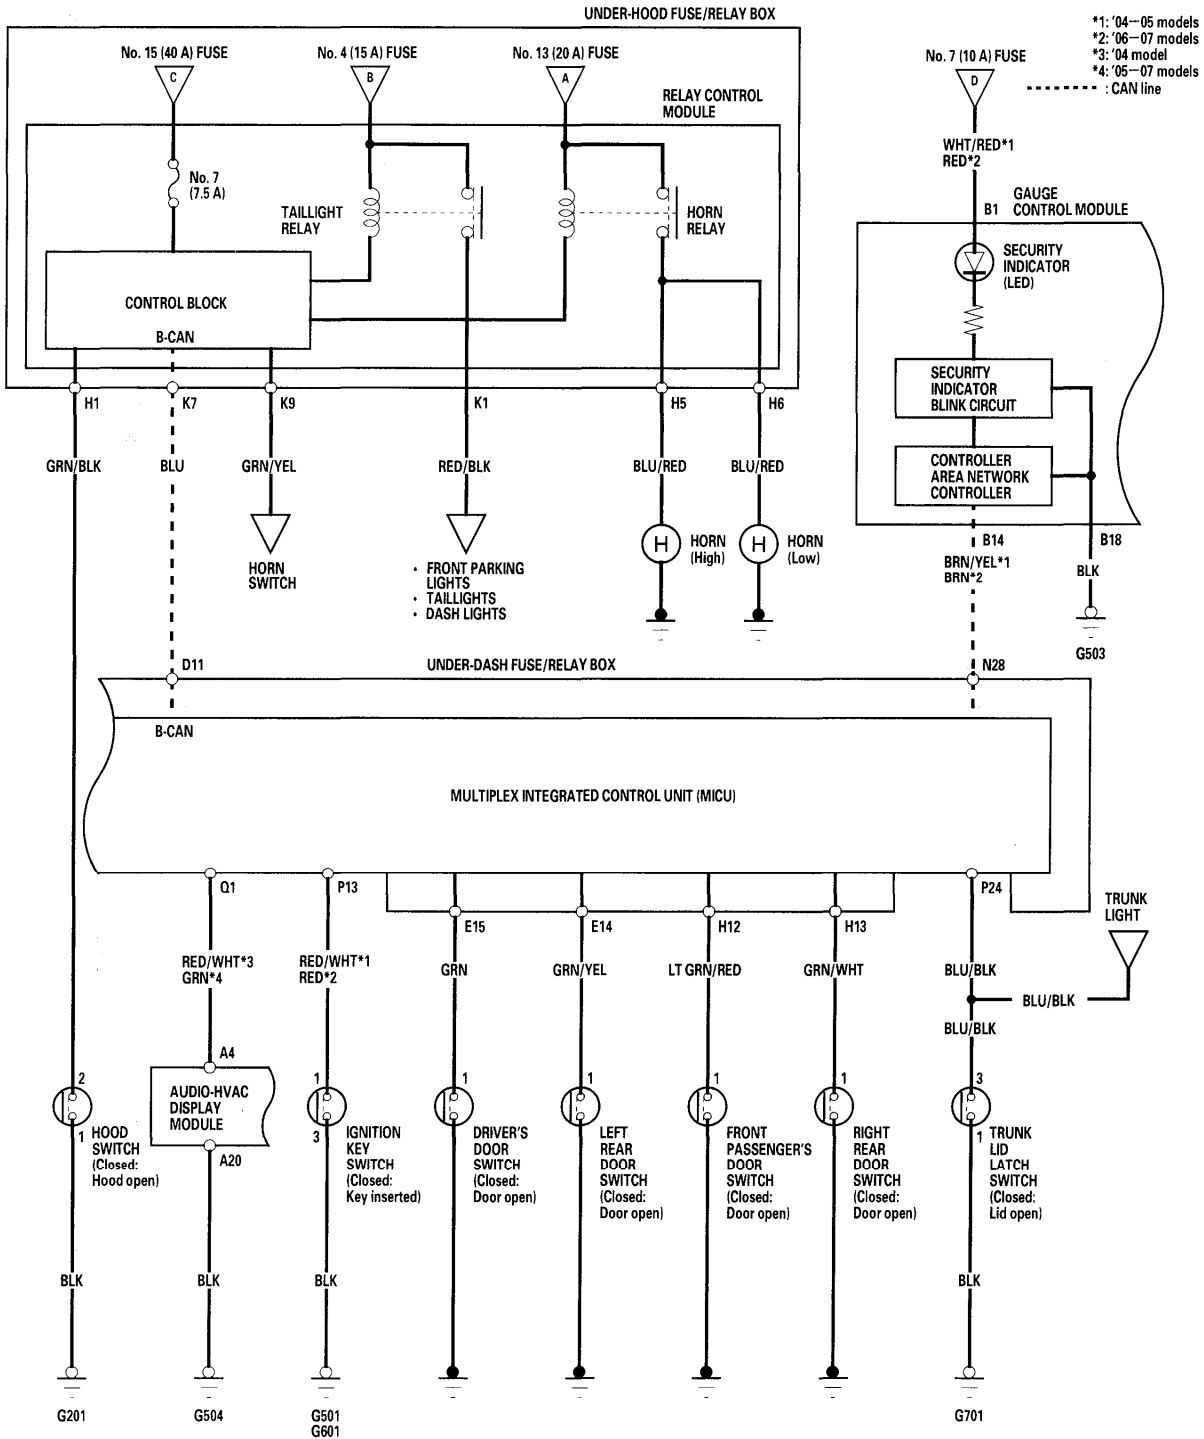 UNDER-HOOD FUSE/RELAY BOX
*1: '04–05 models
*2: '06–07 models
*3: '04 model
*4: '05–07 models
: CAN line
No. 15 (40 A) FUSE
No. 4 (15 A) FUSE
No. 13 (20 A) FUSE
No. 7 (10 A) FUSE
C
B
A
D
RELAY CONTROL
MODULE
WHT/RED*1
RED*2
No. 7
(7.5 A)
TAILLIGHT
RELAY
HORN
RELAY
B1
GAUGE
CONTROL MODULE
SECURITY
INDICATOR
(LED)
CONTROL BLOCK
B-CAN
SECURITY
INDICATOR
BLINK CIRCUIT
H1
K7
K9
K1
H5
H6
GRN/BLK
BLU
GRN/YEL
RED/BLK
BLU/RED
BLU/RED
CONTROLLER
AREA NETWORK
CONTROLLER
HORN
SWITCH
• FRONT PARKING
LIGHTS
• TAILLIGHTS
• DASH LIGHTS
H
HORN
(High)
H
HORN
(Low)
B14
B18
BRN/YEL*1
BRN*2
BLK
G503
D11
UNDER-DASH FUSE/RELAY BOX
N28
B-CAN
MULTIPLEX INTEGRATED CONTROL UNIT (MICU)
Q1
P13
E15
E14
H12
H13
P24
TRUNK
LIGHT
RED/WHT*3
GRN*4
RED/WHT*1
RED*2
GRN
GRN/YEL
LT GRN/RED
GRN/WHT
BLU/BLK
BLU/BLK
BLU/BLK
A4
AUDIO-HVAC
DISPLAY
MODULE
A20
2
1
HOOD
SWITCH
(Closed:
Hood open)
1
3
IGNITION
KEY
SWITCH
(Closed:
Key inserted)
1
DRIVER'S
DOOR
SWITCH
(Closed:
Door open)
1
LEFT
REAR
DOOR
SWITCH
(Closed:
Door open)
1
FRONT
PASSENGER'S
DOOR
SWITCH
(Closed:
Door open)
1
RIGHT
REAR
DOOR
SWITCH
(Closed:
Door open)
3
1
TRUNK
LID
LATCH
SWITCH
(Closed:
Lid open)
BLK
BLK
BLK
BLK
G201
G504
G501
G601
G701